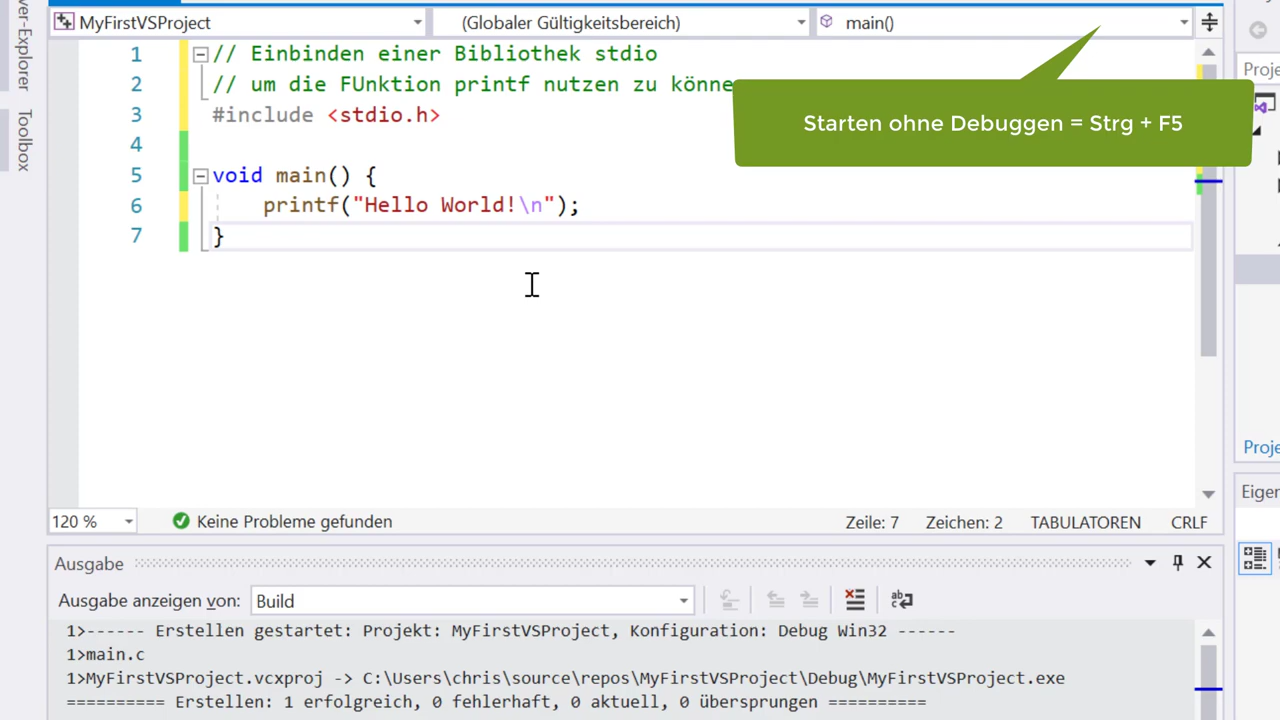 ver-Explorer
Toolbox
MyFirstVSProject
(Globaler Gültigkeitsbereich)
main()
Starten ohne Debuggen = Strg + F5
1 // Einbinden einer Bibliothek stdio
2 // um die FUnktion printf nutzen zu könne
3 #include <stdio.h>
4
5 void main() {
6 printf("Hello World!\n");
7 }
Proje
Proje
Eiger
120 %
Keine Probleme gefunden
Zeile: 7
Zeichen: 2
TABULATOREN
CRLF
Ausgabe
Ausgabe anzeigen von: Build
1>------ Erstellen gestartet: Projekt: MyFirstVSProject, Konfiguration: Debug Win32 ------
1>main.c
1>MyFirstVSProject.vcxproj -> C:\Users\chris\source\repos\MyFirstVSProject\Debug\MyFirstVSProject.exe
========== Erstellen: 1 erfolgreich, 0 fehlerhaft, 0 aktuell, 0 übersprungen ==========